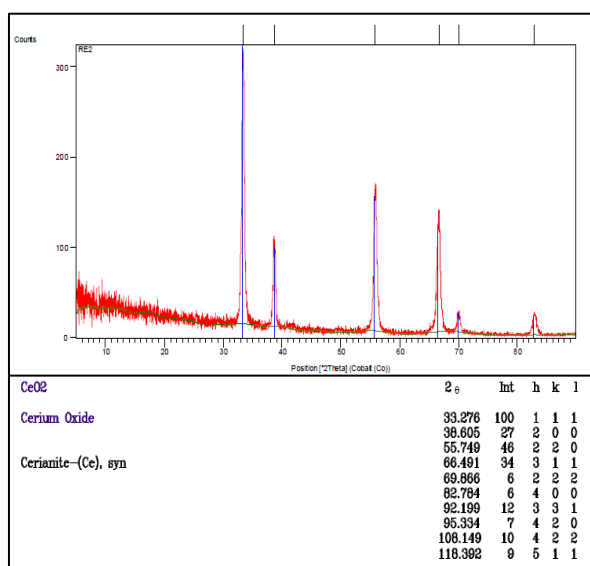 Counts
RE2
300
200
100
0
10 20 30 40 50 60 70 80
Position [°2Theta] (Cobalt (Co))
CeO2 2θ Int h k l
Cerium Oxide 33.276 100 1 1 1
38.605 27 2 0 0
55.749 46 2 2 0
Cerianite-(Ce), syn 66.491 34 3 1 1
69.866 6 2 2 2
82.784 6 4 0 0
92.199 12 3 3 1
95.334 7 4 2 0
108.149 10 4 2 2
118.392 9 5 1 1